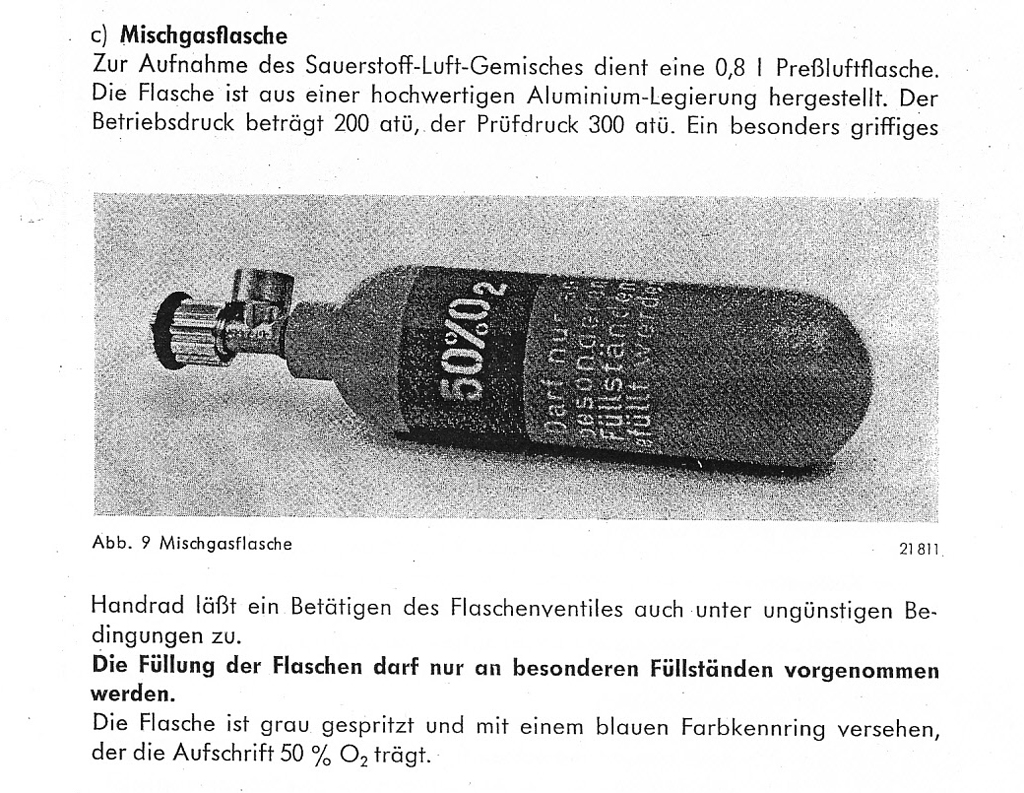 c) Mischgasflasche
Zur Aufnahme des Sauerstoff-Luft-Gemisches dient eine 0,8 l Preßluftflasche.
Die Flasche ist aus einer hochwertigen Aluminium-Legierung hergestellt. Der
Betriebsdruck beträgt 200 atü, der Prüfdruck 300 atü. Ein besonders griffiges
50%O₂
Darf nur
besonder
Füllständen
füllt werde
Abb. 9 Mischgasflasche
21811
Handrad läßt ein Betätigen des Flaschenventiles auch unter ungünstigen Be-
dingungen zu.
Die Füllung der Flaschen darf nur an besonderen Füllständen vorgenommen
werden.
Die Flasche ist grau gespritzt und mit einem blauen Farbkennring versehen,
der die Aufschrift 50 % O₂ trägt.